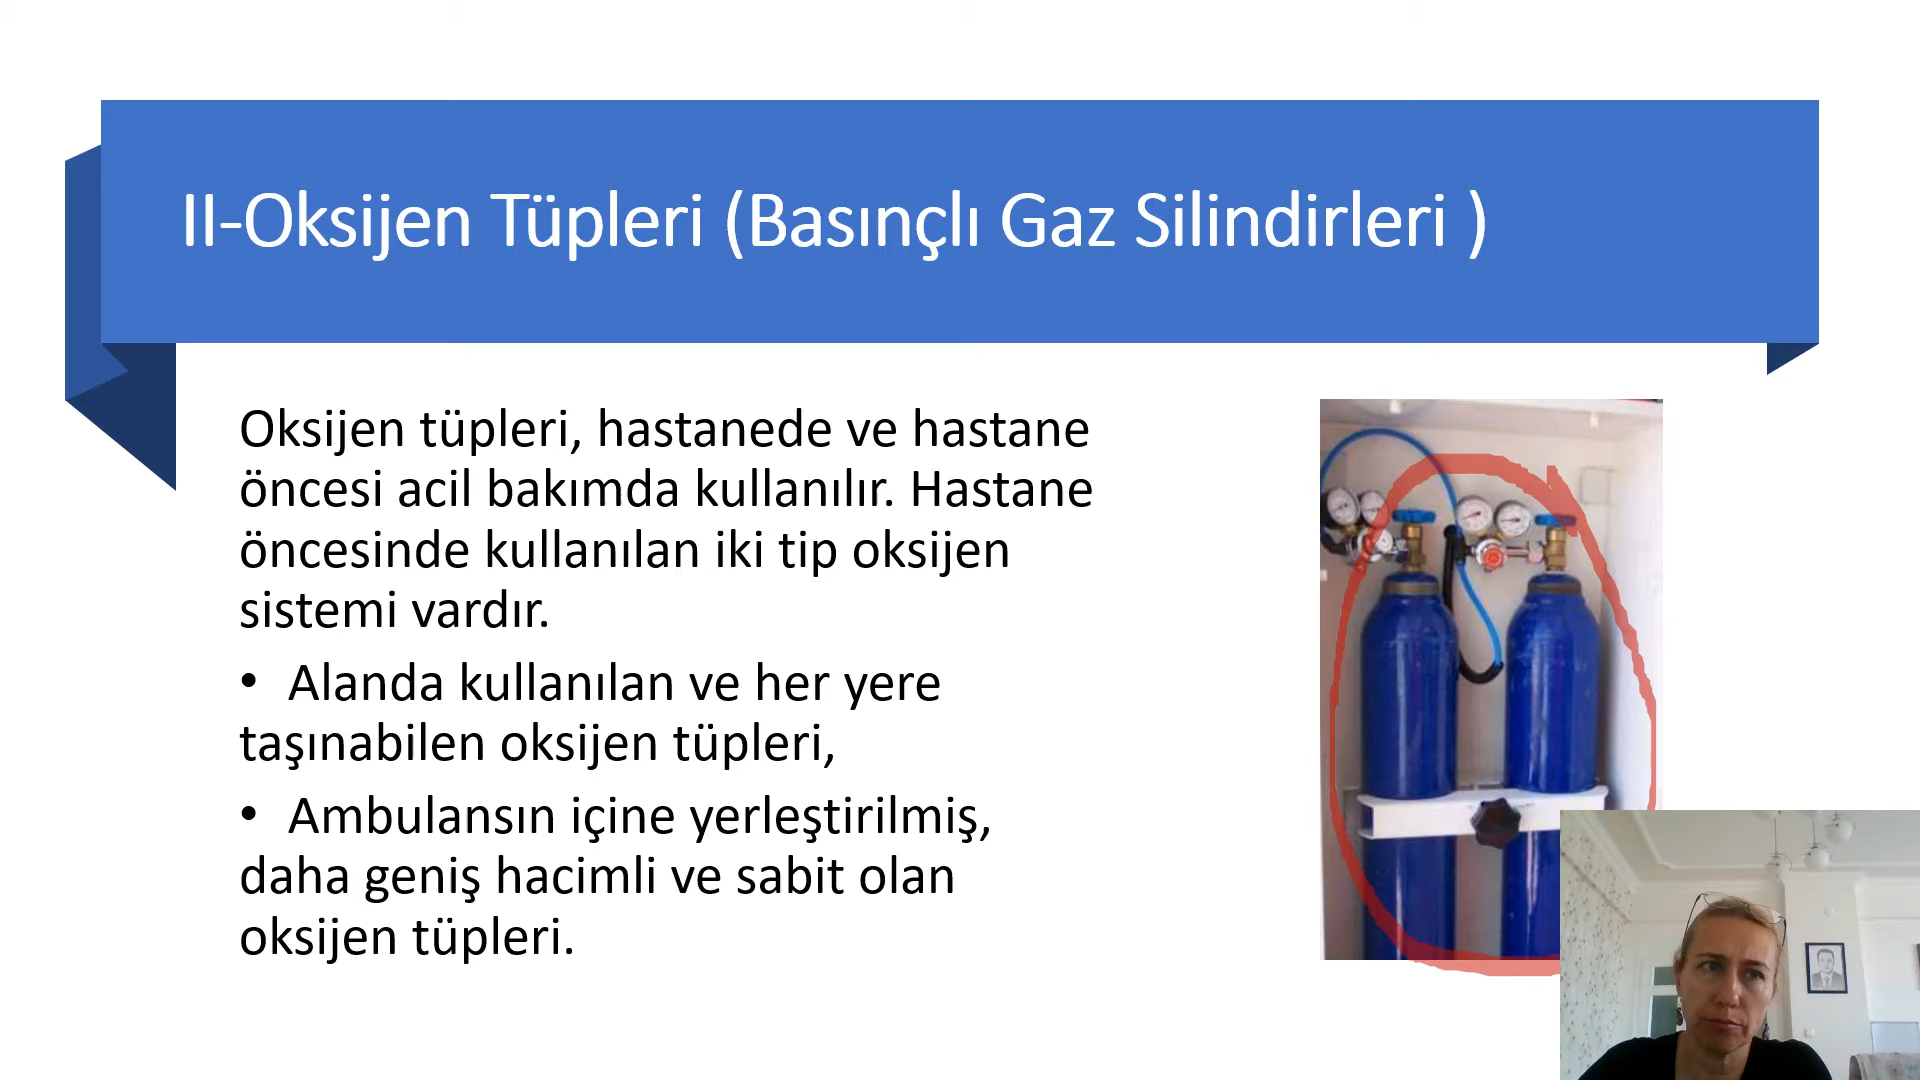 II-Oksijen Tüpleri (Basınçlı Gaz Silindirleri )
Oksijen tüpleri, hastanede ve hastane
öncesi acil bakımda kullanılır. Hastane
öncesinde kullanılan iki tip oksijen
sistemi vardır.
• Alanda kullanılan ve her yere
taşınabilen oksijen tüpleri,
• Ambulansın içine yerleştirilmiş,
daha geniş hacimli ve sabit olan
oksijen tüpleri.